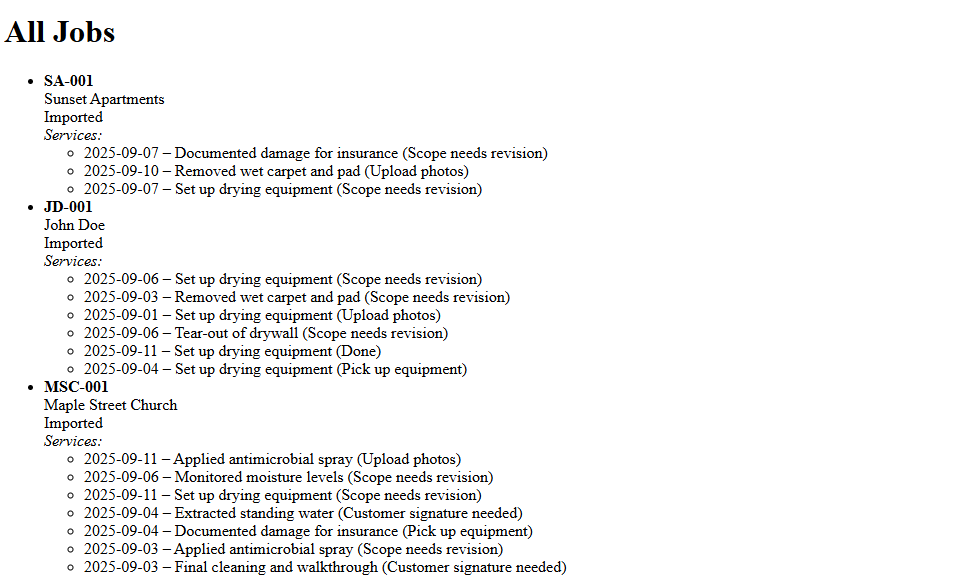 All Jobs
SA-001
Sunset Apartments
Imported
Services:
2025-09-07 – Documented damage for insurance (Scope needs revision)
2025-09-10 – Removed wet carpet and pad (Upload photos)
2025-09-07 – Set up drying equipment (Scope needs revision)
JD-001
John Doe
Imported
Services:
2025-09-06 – Set up drying equipment (Scope needs revision)
2025-09-03 – Removed wet carpet and pad (Scope needs revision)
2025-09-01 – Set up drying equipment (Upload photos)
2025-09-06 – Tear-out of drywall (Scope needs revision)
2025-09-11 – Set up drying equipment (Done)
2025-09-04 – Set up drying equipment (Pick up equipment)
MSC-001
Maple Street Church
Imported
Services:
2025-09-11 – Applied antimicrobial spray (Upload photos)
2025-09-06 – Monitored moisture levels (Scope needs revision)
2025-09-11 – Set up drying equipment (Scope needs revision)
2025-09-04 – Extracted standing water (Customer signature needed)
2025-09-04 – Documented damage for insurance (Pick up equipment)
2025-09-03 – Applied antimicrobial spray (Scope needs revision)
2025-09-03 – Final cleaning and walkthrough (Customer signature needed)